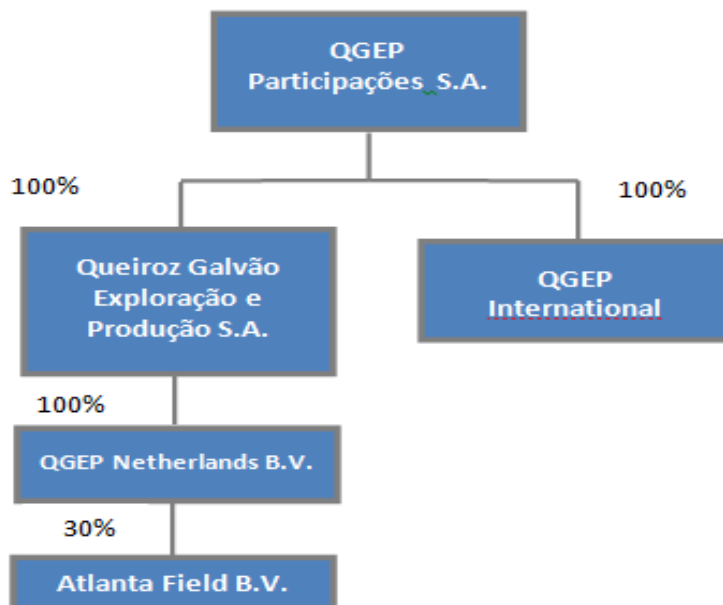 QGEP
Participações S.A.
100%
100%
Queiroz Galvão
Exploração e
Produção S.A.
QGEP
International
100%
QGEP Netherlands B.V.
30%
Atlanta Field B.V.